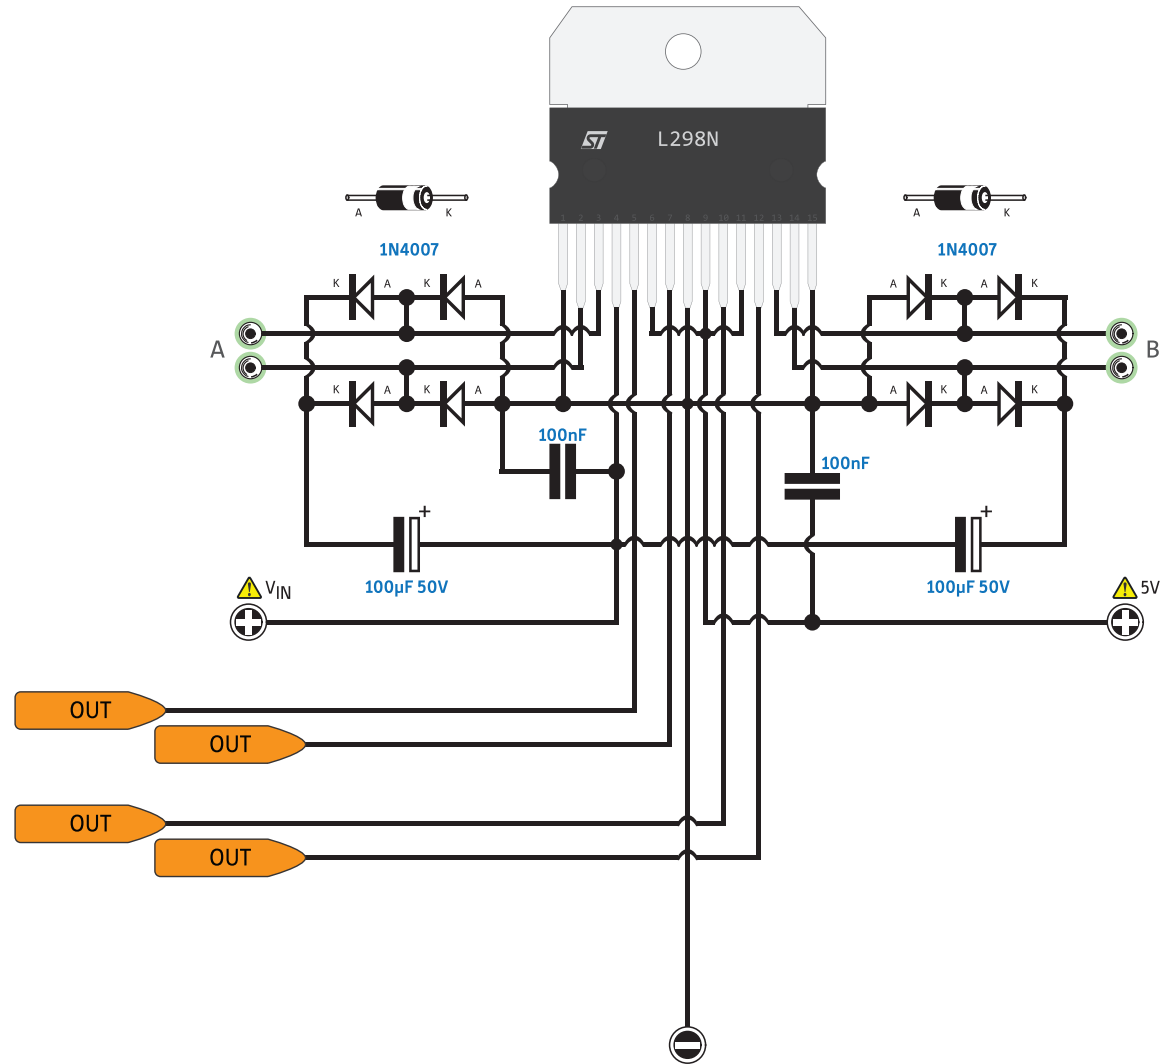 ST L298N
1 2 3 4 5 6 7 8 9 10 11 12 13 14 15
A K
A K
1N4007
1N4007
K A K A
A K A K
A
B
K A K A
A K A K
100nF
100nF
+
+
100µF 50V
100µF 50V
! VIN
! 5V
OUT
OUT
OUT
OUT